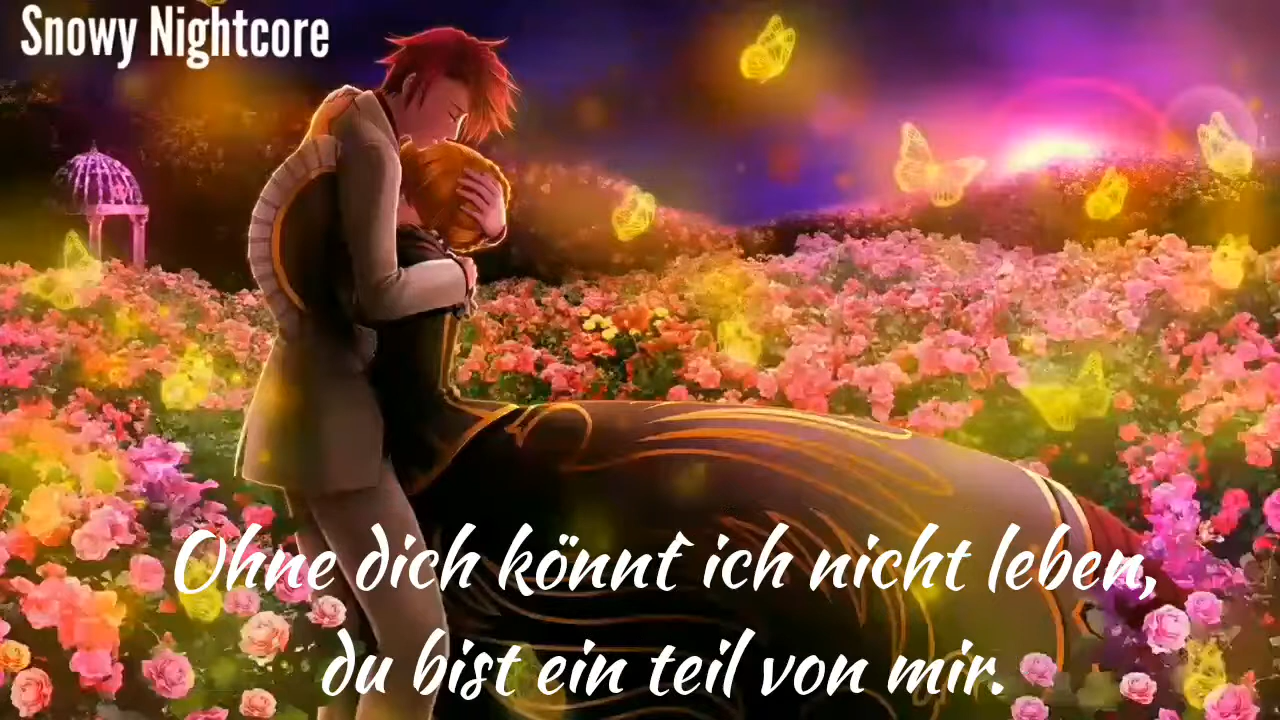 Snowy Nightcore
Ohne dich könnt` ich nicht leben,
du bist ein teil von mir.